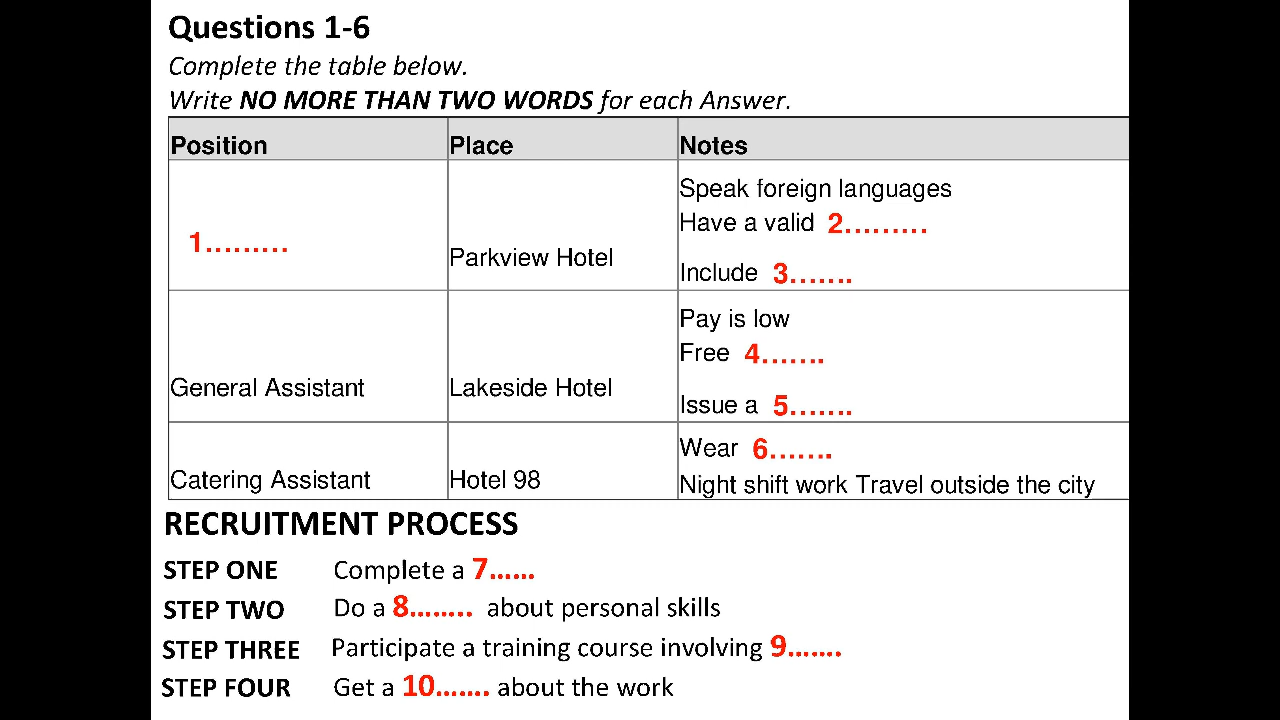 Questions 1-6
Complete the table below.
Write NO MORE THAN TWO WORDS for each Answer.
Position Place Notes
Speak foreign languages
Have a valid 2.........
1.........
Parkview Hotel
Include 3.......
Pay is low
Free 4.......
General Assistant Lakeside Hotel
Issue a 5.......
Wear 6.......
Catering Assistant Hotel 98
Night shift work Travel outside the city
RECRUITMENT PROCESS
STEP ONE Complete a 7......
STEP TWO Do a 8........ about personal skills
STEP THREE Participate a training course involving 9.......
STEP FOUR Get a 10....... about the work